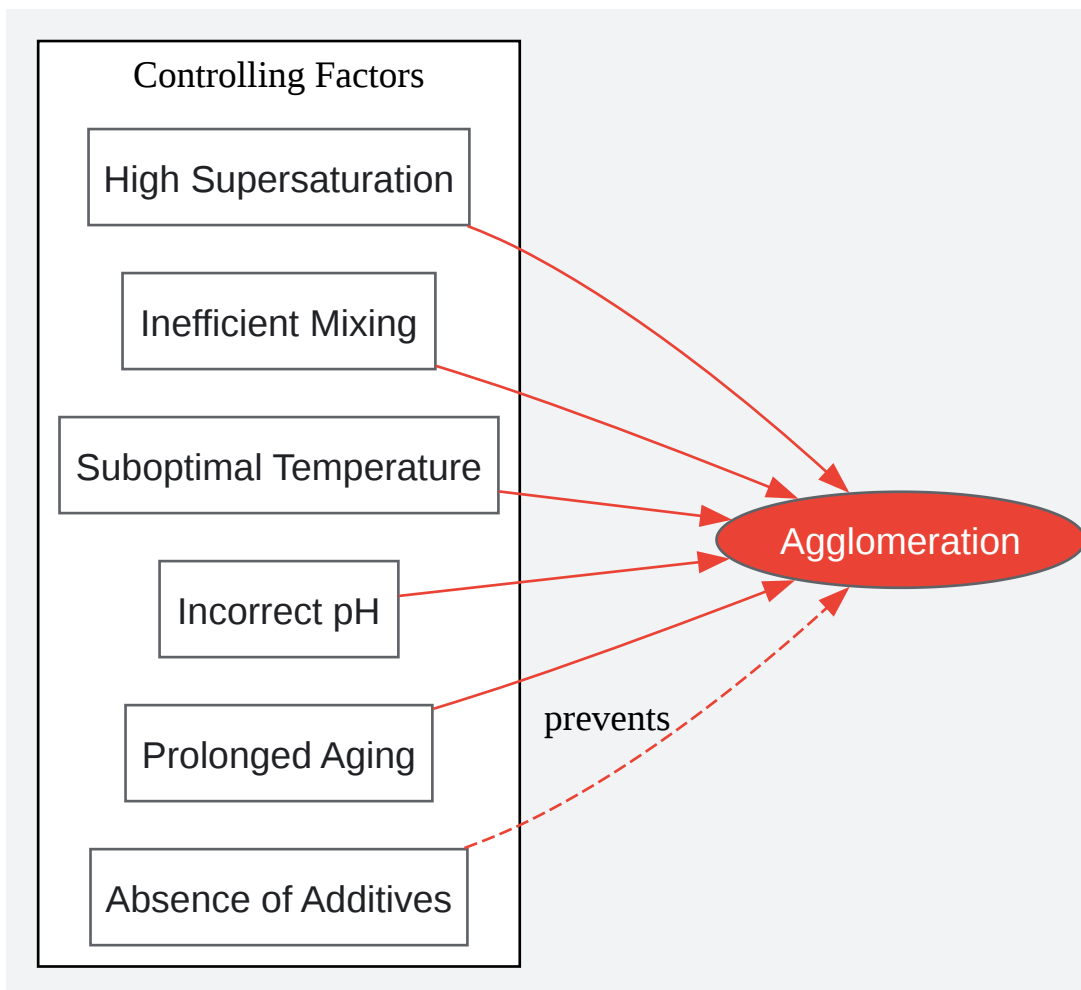 Controlling Factors
High Supersaturation
Inefficient Mixing
Suboptimal Temperature
Agglomeration
Incorrect pH
prevents
Prolonged Aging
Absence of Additives